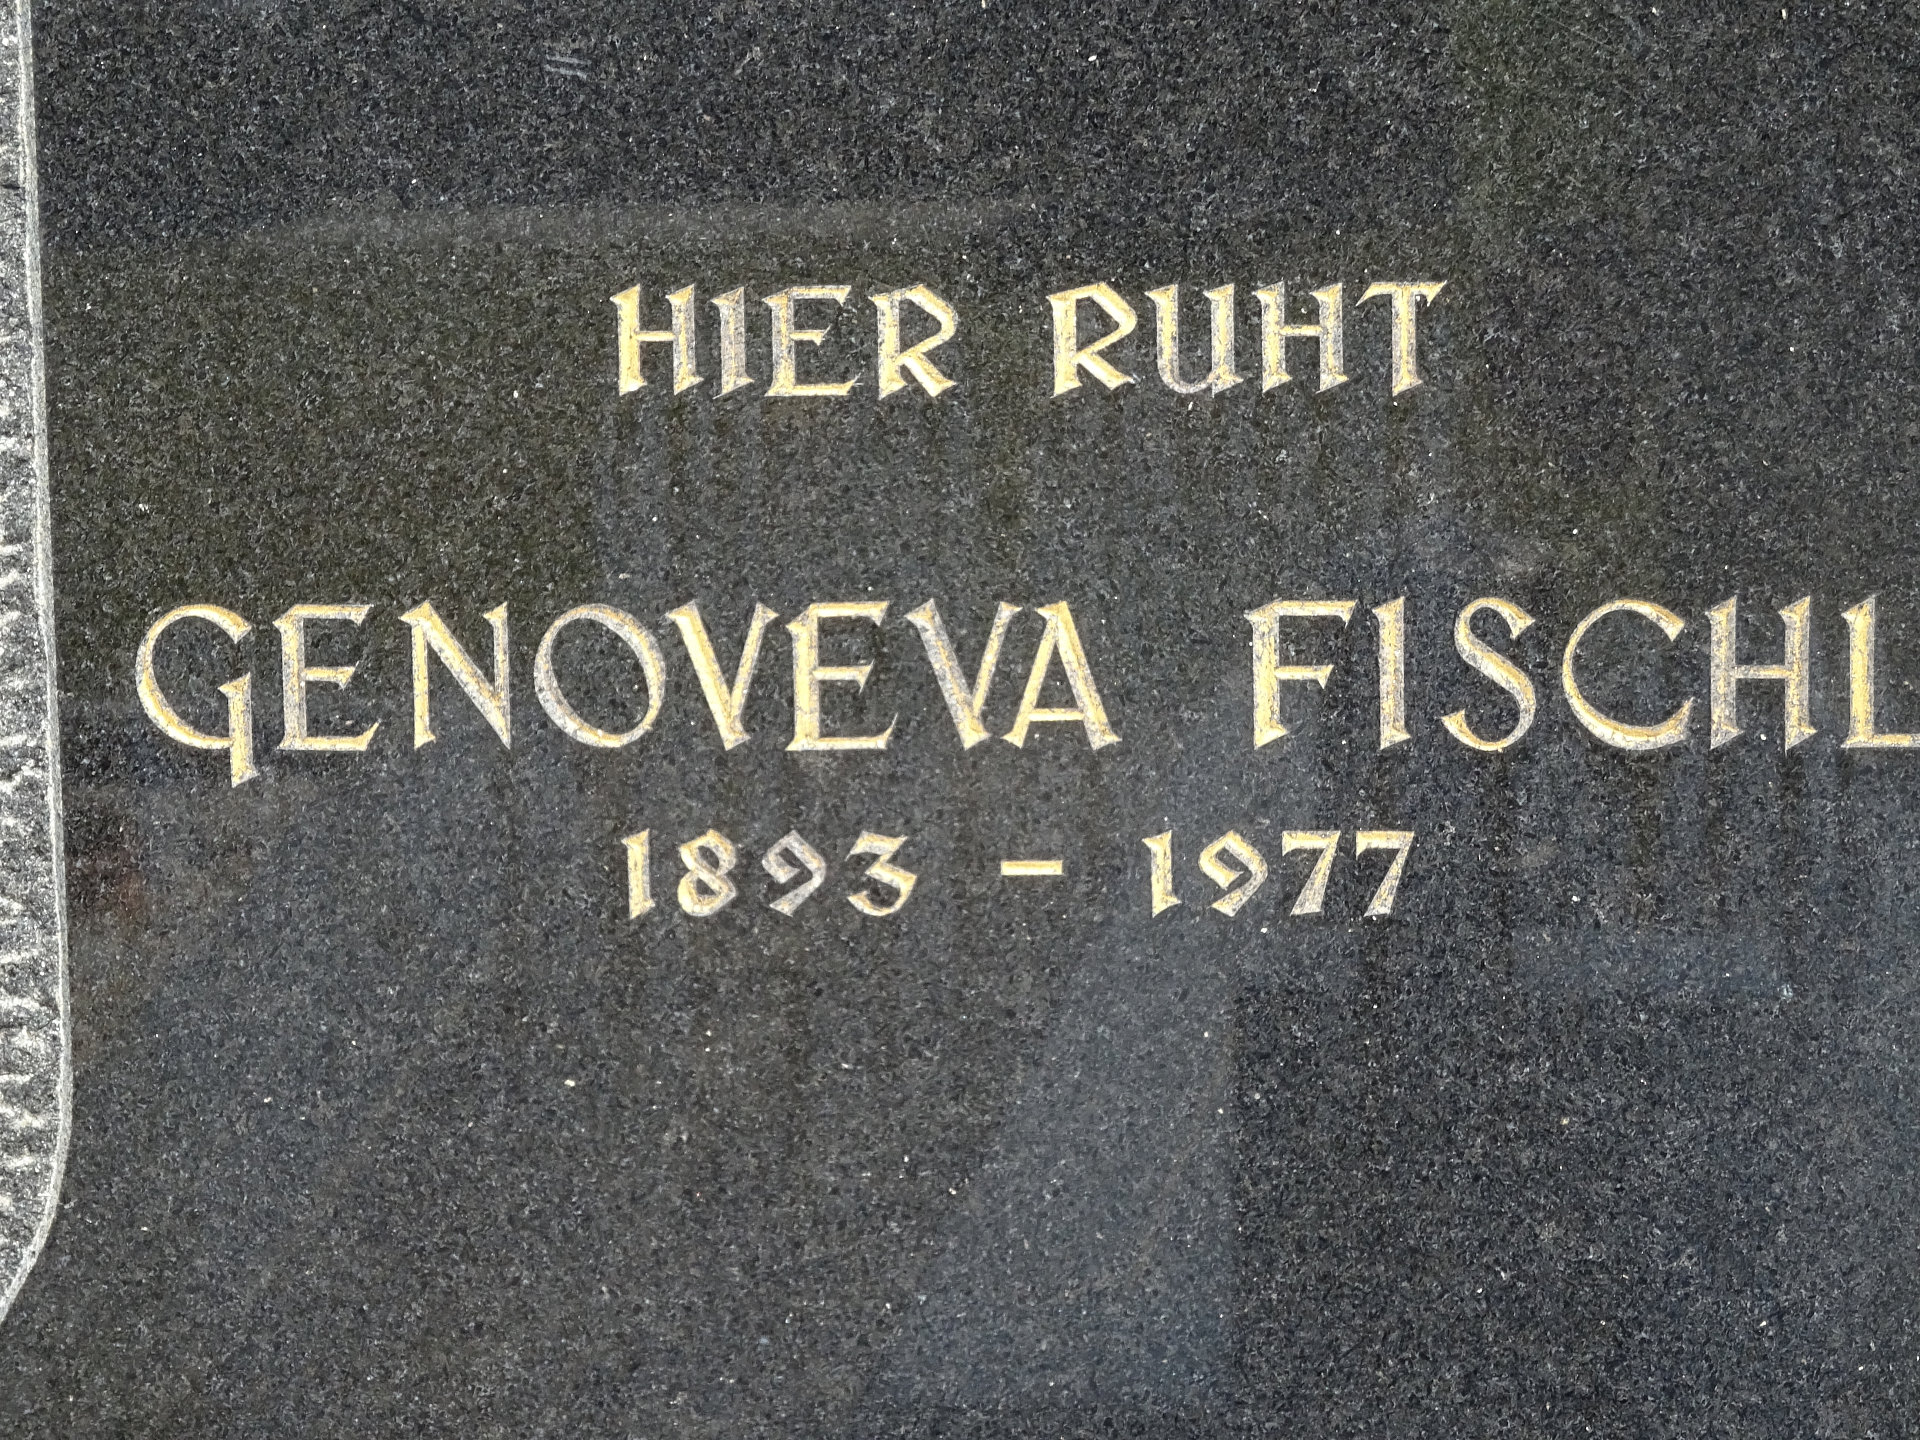 HIER RUHT
GENOVEVA FISCHL
1893 – 1977